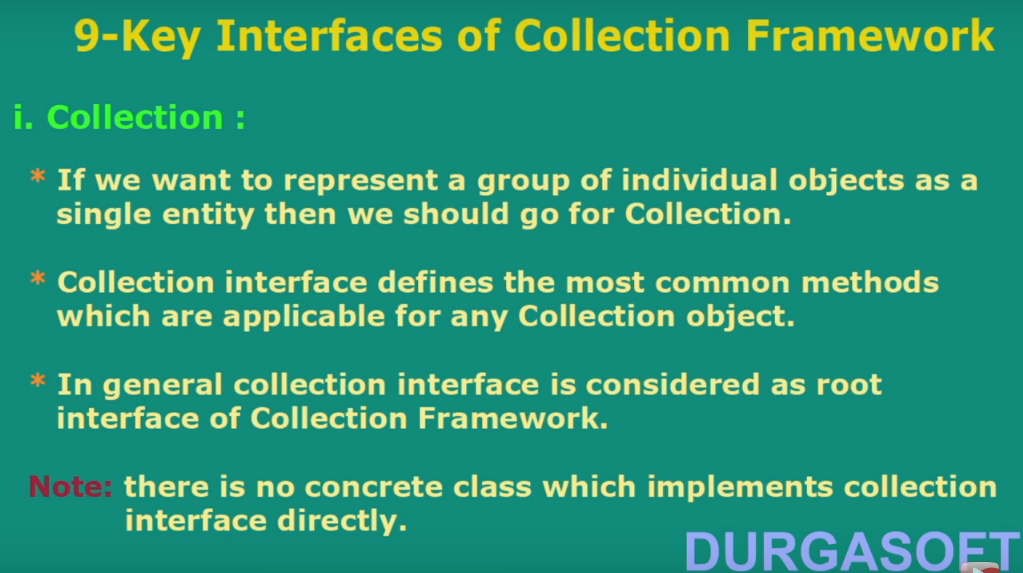 9-Key Interfaces of Collection Framework
i. Collection :
* If we want to represent a group of individual objects as a
single entity then we should go for Collection.
* Collection interface defines the most common methods
which are applicable for any Collection object.
* In general collection interface is considered as root
interface of Collection Framework.
Note: there is no concrete class which implements collection
interface directly.
DURGASOFT